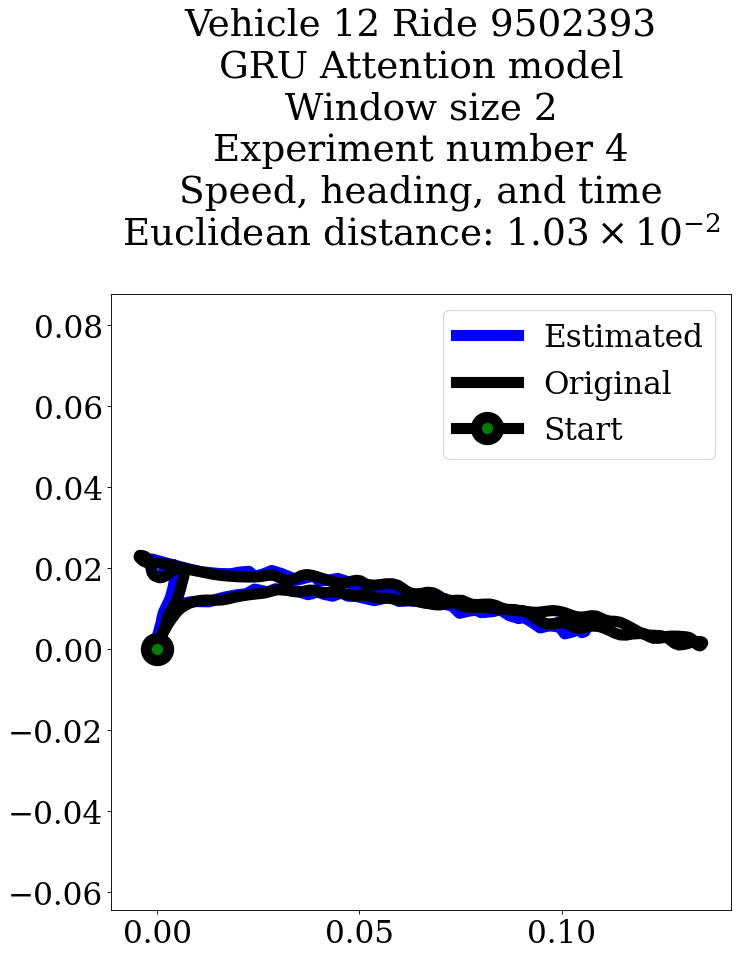 Vehicle 12 Ride 9502393
GRU Attention model
Window size 2
Experiment number 4
Speed, heading, and time
Euclidean distance: 1.03 × 10⁻²
Estimated
Original
Start
0.08
0.06
0.04
0.02
0.00
−0.02
−0.04
−0.06
0.00 0.05 0.10